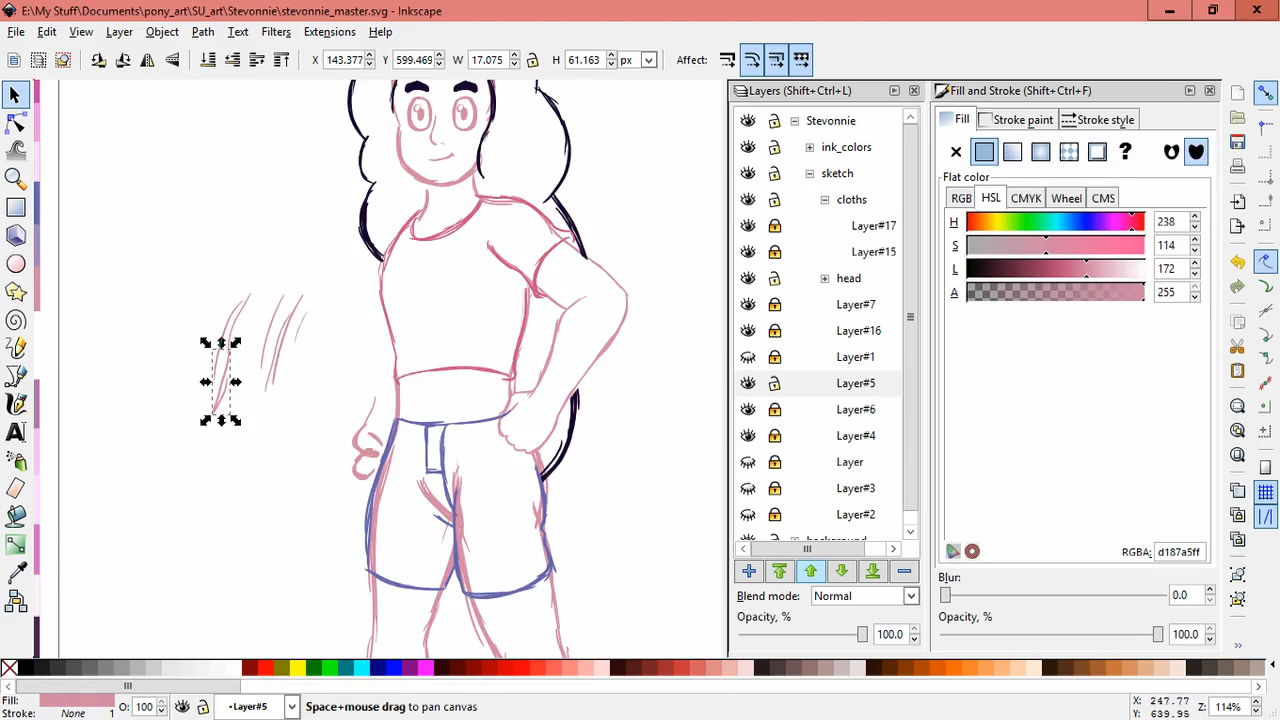 E:\My Stuff\Documents\pony_art\SU_art\Stevonnie\stevonnie_master.svg - Inkscape
File Edit View Layer Object Path Filters Text Extensions Help
X 143.377 Y 599.469 W 17.075 H 61.163 px Affect:
Layers (Shift+Ctrl+L)
Fill and Stroke (Shift+Ctrl+F)
Stevonnie
ink_colors
sketch
cloths
Layer#17
Layer#15
head
Layer#7
Layer#16
Layer#1
Layer#5
Layer#6
Layer#4
Layer
Layer#3
Layer#2
Blend mode: Normal
Opacity, %
100.0
Fill Stroke paint Stroke style
?
Flat color
RGB HSL CMYK Wheel CMS
H 238
S 114
L 172
A 255
RGBA: d187a5ff
Blur:
0.0
Opacity, %
100.0
Fill:
Stroke: None 1
O: 100
•Layer#5
Space+mouse drag to pan canvas
X: 247.77
Y: 639.95
Z: 114%